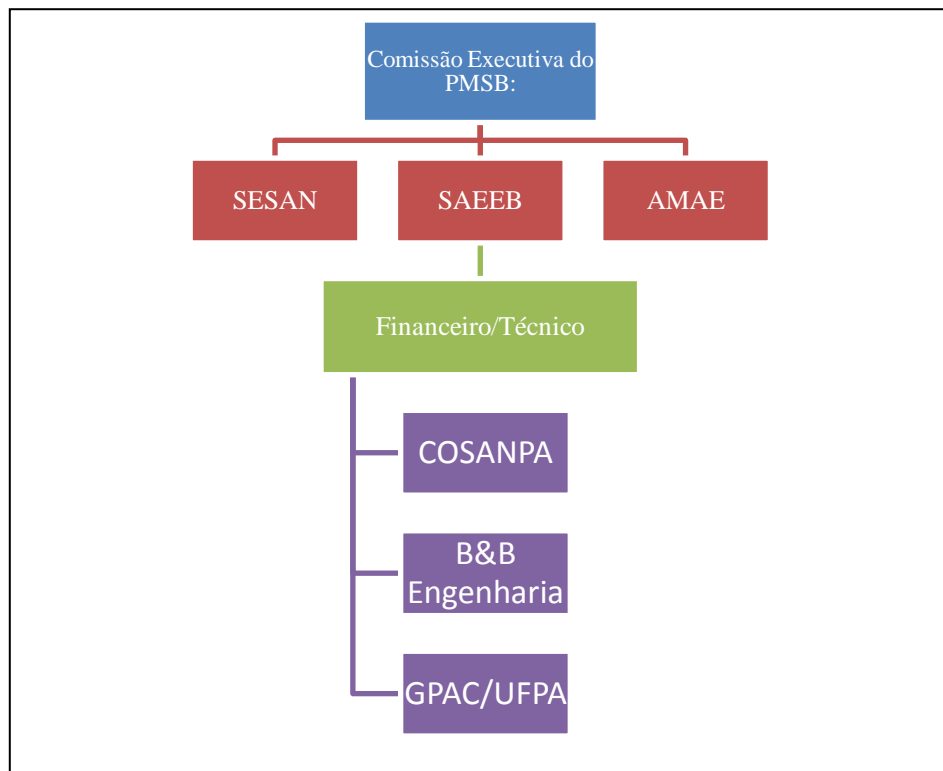 Comissão Executiva do
PMSB:
SESAN
SAEEB
AMAE
Financeiro/Técnico
COSANPA
B&B
Engenharia
GPAC/UFPA